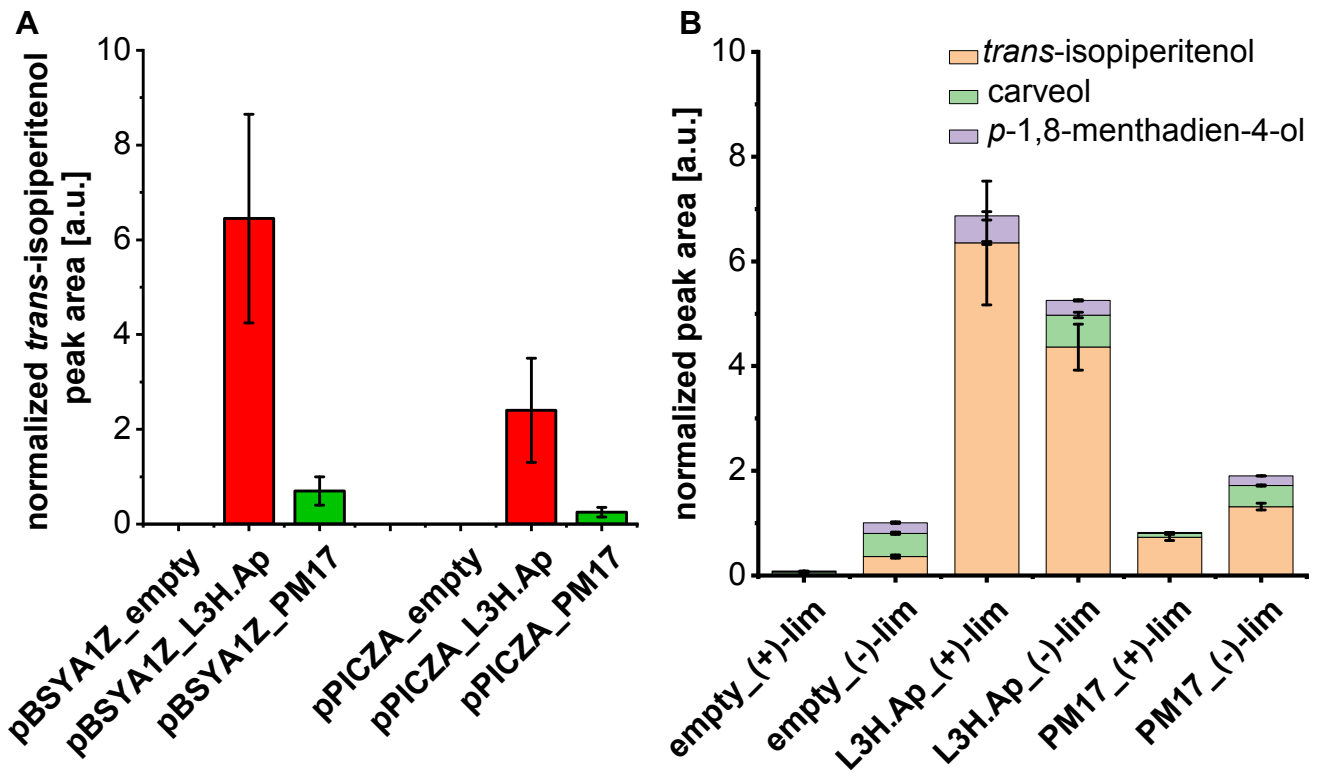 A
normalized trans-isopiperitenol
peak area [a.u.]
10
8
6
4
2
0
pBSYA1Z_empty
pBSYA1Z_L3H.Ap
pBSYA1Z_PM17
pPICZA_empty
pPICZA_L3H.Ap
pPICZA_PM17
B
normalized peak area [a.u.]
10
8
6
4
2
0
trans-isopiperitenol
carveol
p-1,8-menthadien-4-ol
empty_(+)-lim
empty_(-)-lim
L3H.Ap_(+)-lim
L3H.Ap_(-)-lim
PM17_(+)-lim
PM17_(-)-lim